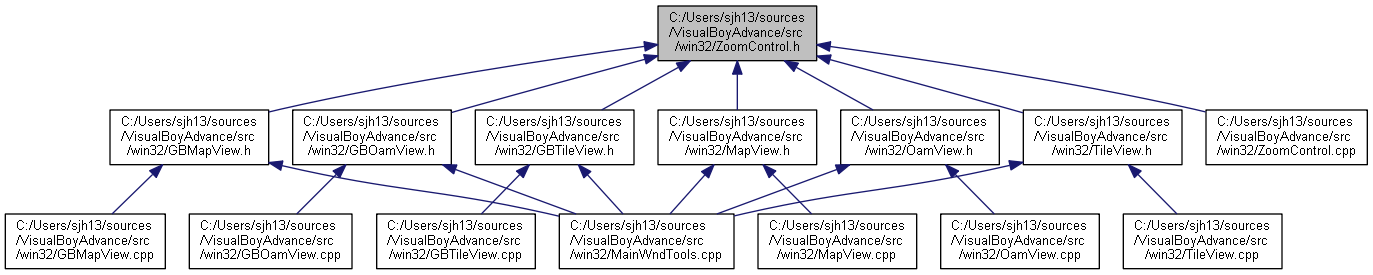 C:/Users/sjh13/sources
/VisualBoyAdvance/src
/win32/ZoomControl.h
C:/Users/sjh13/sources
/VisualBoyAdvance/src
/win32/GBMapView.h
C:/Users/sjh13/sources
/VisualBoyAdvance/src
/win32/GBOamView.h
C:/Users/sjh13/sources
/VisualBoyAdvance/src
/win32/GBTileView.h
C:/Users/sjh13/sources
/VisualBoyAdvance/src
/win32/MapView.h
C:/Users/sjh13/sources
/VisualBoyAdvance/src
/win32/OamView.h
C:/Users/sjh13/sources
/VisualBoyAdvance/src
/win32/TileView.h
C:/Users/sjh13/sources
/VisualBoyAdvance/src
/win32/ZoomControl.cpp
C:/Users/sjh13/sources
/VisualBoyAdvance/src
/win32/GBMapView.cpp
C:/Users/sjh13/sources
/VisualBoyAdvance/src
/win32/GBOamView.cpp
C:/Users/sjh13/sources
/VisualBoyAdvance/src
/win32/GBTileView.cpp
C:/Users/sjh13/sources
/VisualBoyAdvance/src
/win32/MainWndTools.cpp
C:/Users/sjh13/sources
/VisualBoyAdvance/src
/win32/MapView.cpp
C:/Users/sjh13/sources
/VisualBoyAdvance/src
/win32/OamView.cpp
C:/Users/sjh13/sources
/VisualBoyAdvance/src
/win32/TileView.cpp